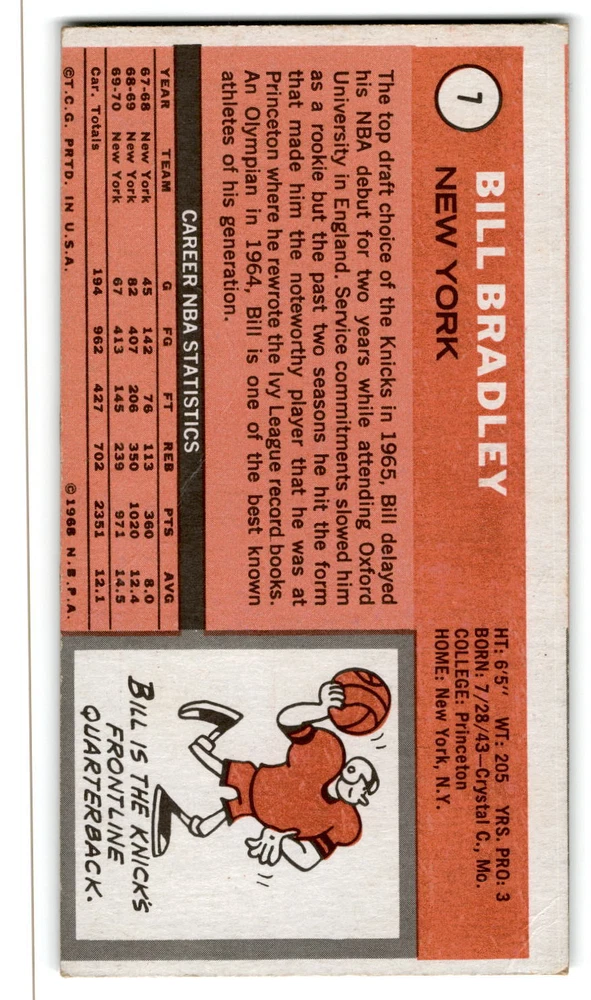 7
BILL BRADLEY
NEW YORK
HT: 6'5" WT: 205 YRS. PRO: 3
BORN: 7/28/43—Crystal C., Mo.
COLLEGE: Princeton
HOME: New York, N.Y.
The top draft choice of the Knicks in 1965, Bill delayed
his NBA debut for two years while attending Oxford
University in England. Service commitments slowed him
as a rookie but the past two seasons he hit the form
that made him the noteworthy player that he was at
Princeton where he rewrote the Ivy League record books.
An Olympian in 1964, Bill is one of the best known
athletes of his generation.
CAREER NBA STATISTICS
YEAR TEAM G FG FT REB PTS AVG
67-68 New York 45 142 76 113 360 8.0
68-69 New York 82 407 206 350 1020 12.4
69-70 New York 67 413 145 239 971 14.5
Car. Totals 194 962 427 702 2351 12.1
©T.C.G. PRTD. IN U.S.A. ©1968 N.B.P.A.
BILL IS THE KNICK'S
FRONTLINE
QUARTERBACK.